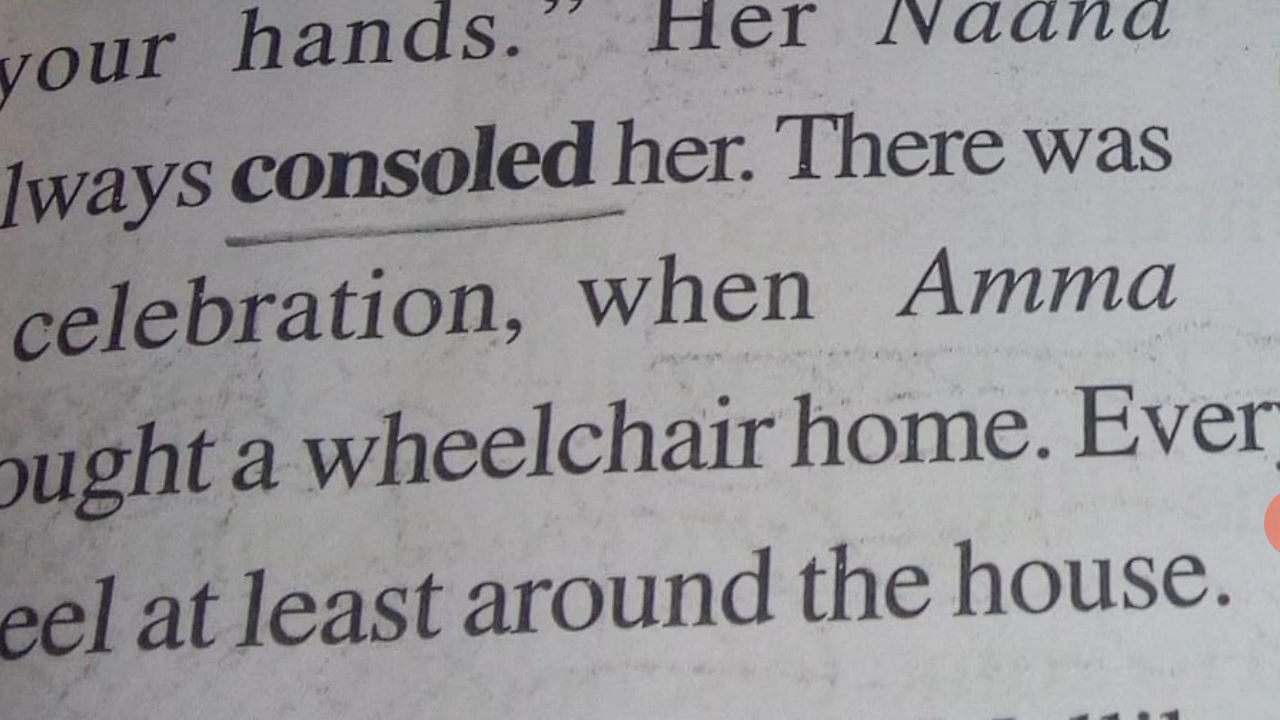 your hands.” Her Naana
lways consoled her. There was
celebration, when Amma
ought a wheelchair home. Every
eel at least around the house.